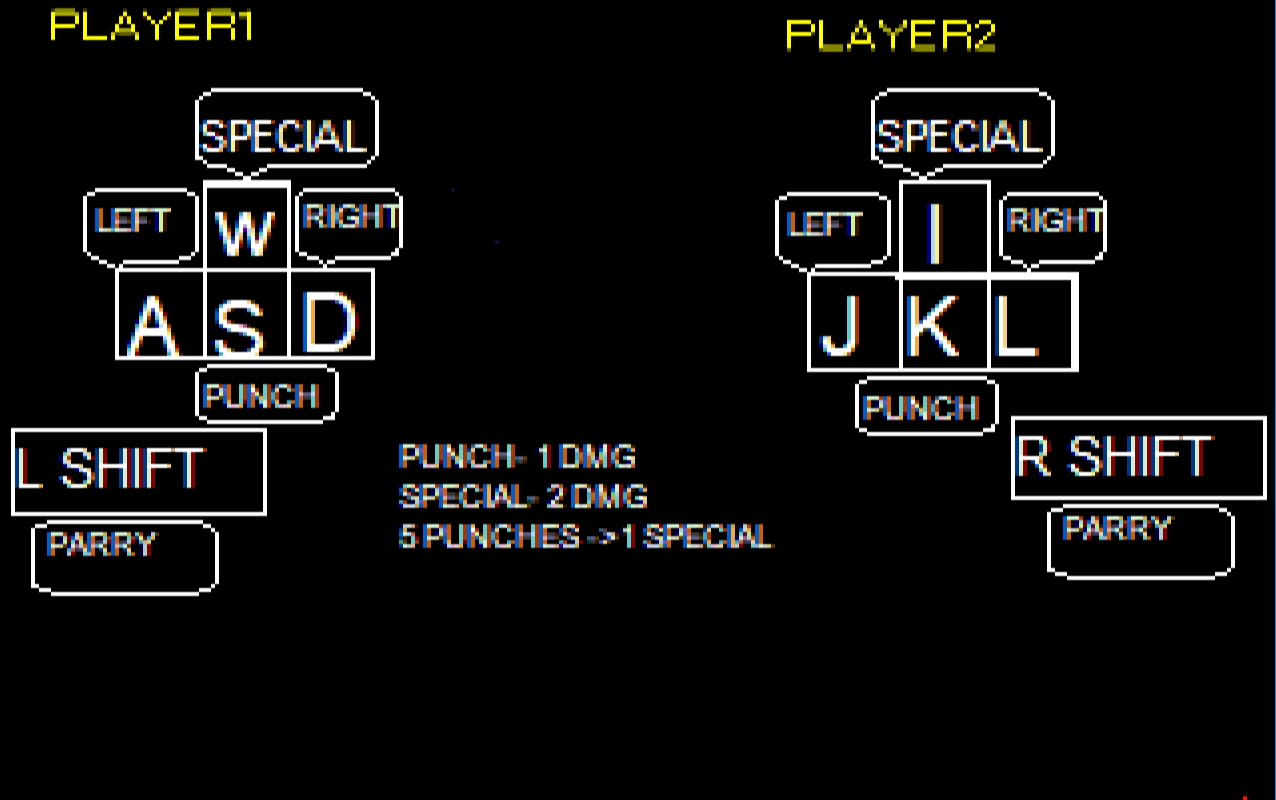 PLAYER1
PLAYER2
SPECIAL
SPECIAL
LEFT
W
RIGHT
LEFT
I
RIGHT
A S D
J K L
PUNCH
PUNCH
L SHIFT
PUNCH- 1 DMG
R SHIFT
SPECIAL- 2 DMG
PARRY
5 PUNCHES -> 1 SPECIAL
PARRY